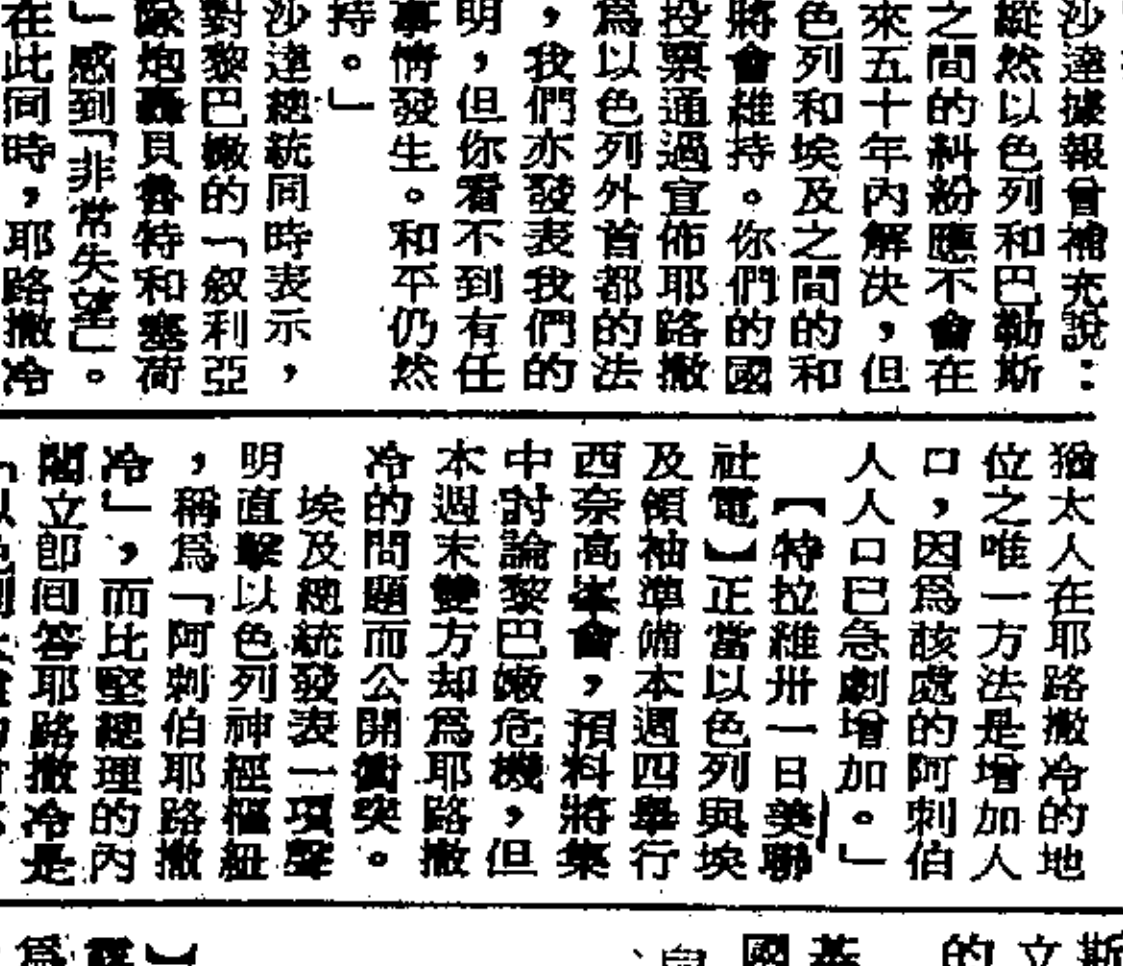 沙達據報曾補充說：
縱然以色列和巴勒斯
之間的糾紛應不會在
來五十年內解決，但
色列和埃及之間的和
將會維持。你們的國
投票通過宣佈耶路撒
為以色列外首都的法
，我們亦發表我們的
明，但你看不到有任
事情發生。和平仍然
持。」
沙達總統同時表示，
對黎巴嫩的「叙利亞
隊炮轟貝魯特和塞荷
」感到「非常失望」。
在此同時，耶路撒冷
猶太人在耶路撒冷的地
位之唯一方法是增加人
口，因為該處的阿刺伯
人人口已急劇增加。」
【特拉維卅一日美聯
社電】正當以色列與埃
及領袖準備本週四舉行
西奈高峯會，預料將集
中討論黎巴嫩危機，但
本週末雙方却為耶路撒
冷的問題而公開衝突。
埃及總統發表一項聲
明直擊以色列神經樞紐
，稱為「阿刺伯耶路撒
冷」，而比堅總理的內
閣立即回答耶路撒冷是
斯
立
的
基
國